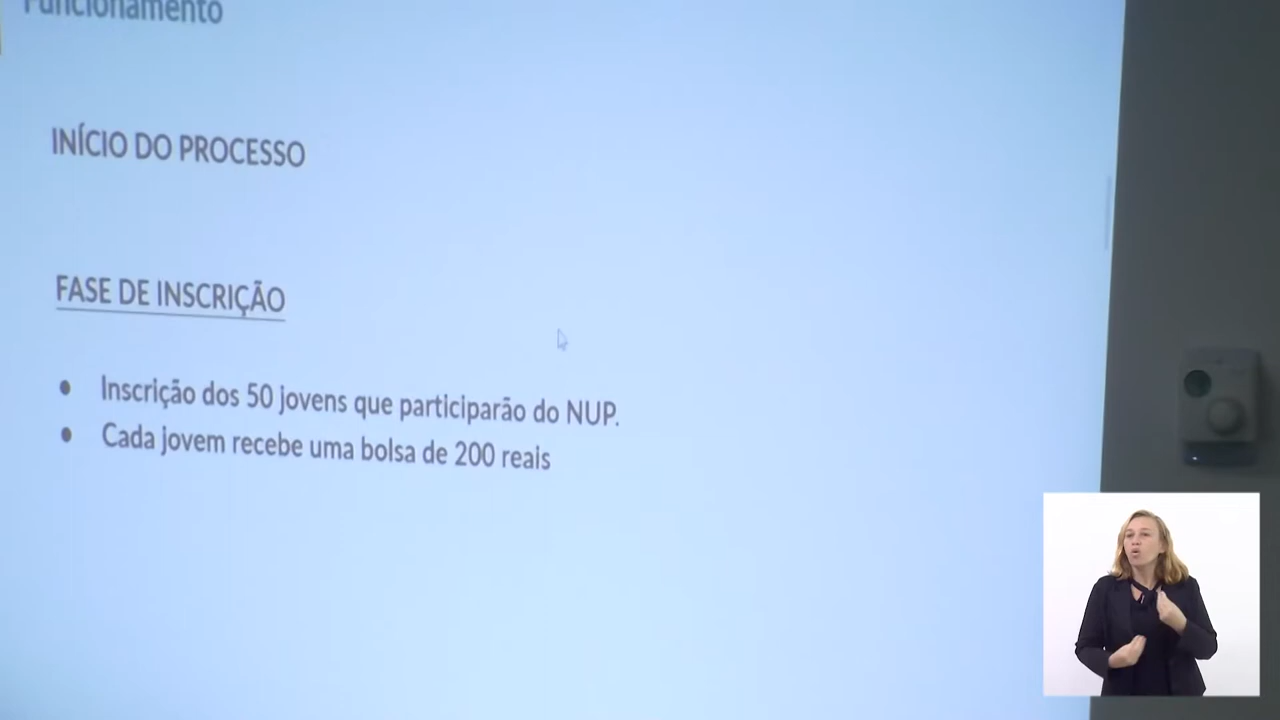 Funcionamento
INÍCIO DO PROCESSO
FASE DE INSCRIÇÃO
• Inscrição dos 50 jovens que participarão do NUP.
• Cada jovem recebe uma bolsa de 200 reais